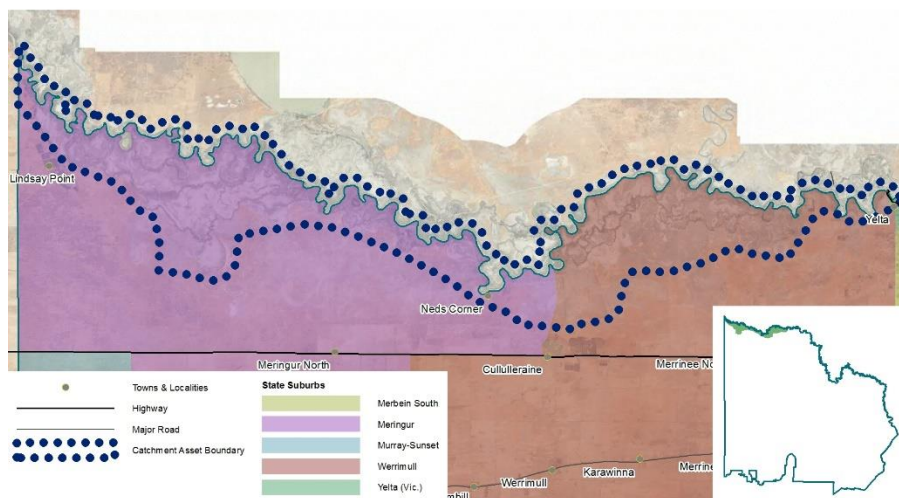 Lindsay Point
Yelta
Neds Corner
Meringur North
Cullulleraine
Merrinee No
Werrimull
Karawinna
Merrine
mbill
Towns & Localities
Highway
Major Road
Catchment Asset Boundary
State Suburbs
Merbein South
Meringur
Murray-Sunset
Werrimull
Yelta (Vic.)